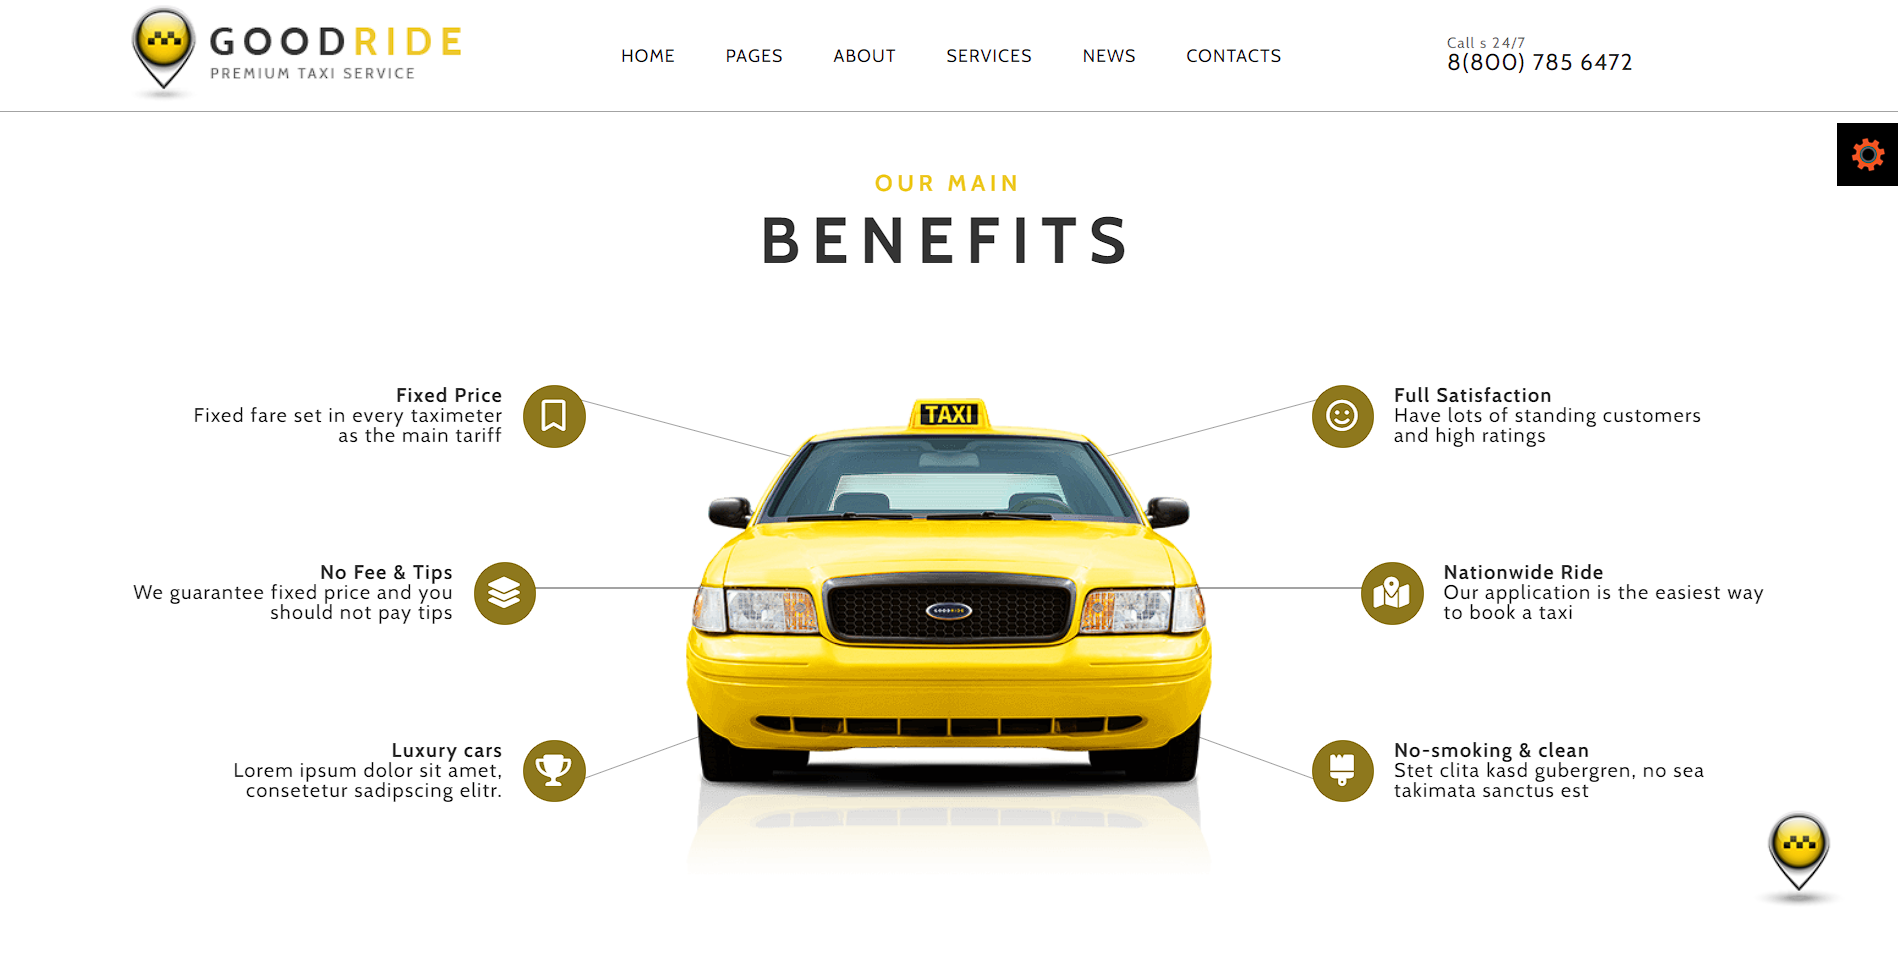 GOODRIDE
PREMIUM TAXI SERVICE
HOME PAGES ABOUT SERVICES NEWS CONTACTS
Call s 24/7
8(800) 785 6472
OUR MAIN
BENEFITS
Fixed Price
Fixed fare set in every taximeter
as the main tariff
Full Satisfaction
Have lots of standing customers
and high ratings
TAXI
No Fee & Tips
We guarantee fixed price and you
should not pay tips
GOODRIDE
Nationwide Ride
Our application is the easiest way
to book a taxi
Luxury cars
Lorem ipsum dolor sit amet,
consetetur sadipscing elitr.
No-smoking & clean
Stet clita kasd gubergren, no sea
takimata sanctus est